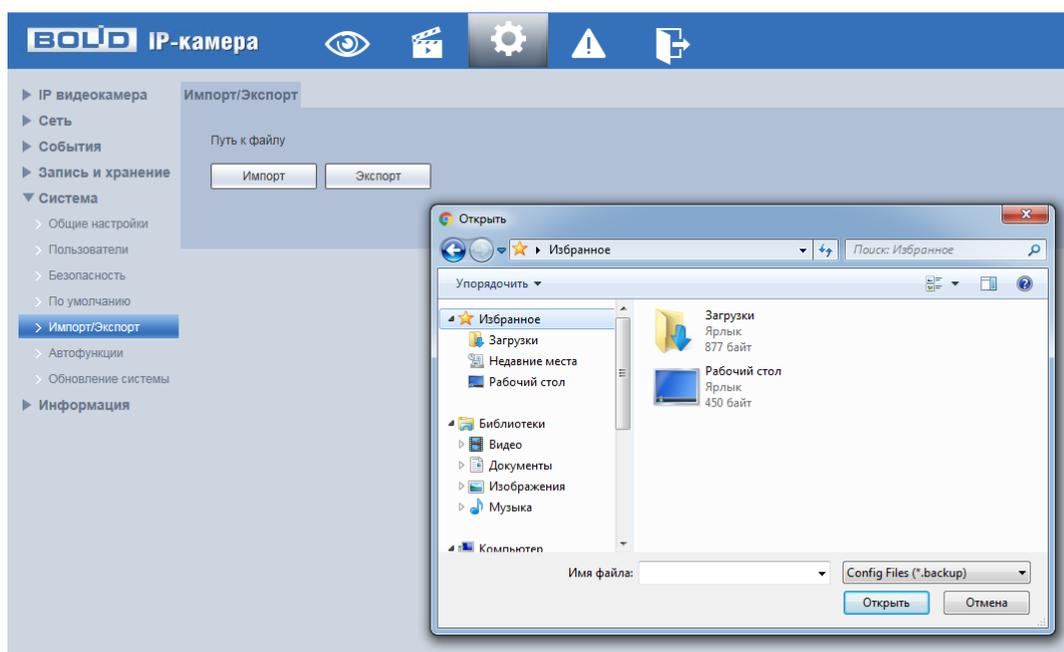 BOLID IP-камера
IP видеокамера
Сеть
События
Запись и хранение
Система
Общие настройки
Пользователи
Безопасность
По умолчанию
Импорт/Экспорт
Автофункции
Обновление системы
Информация
Импорт/Экспорт
Путь к файлу
Импорт Экспорт
Открыть
Избранное
Поиск: Избранное
Упорядочить
Избранное
Загрузки
Недавние места
Рабочий стол
Библиотеки
Видео
Документы
Изображения
Музыка
Компьютер
Загрузки
Ярлык
877 байт
Рабочий стол
Ярлык
450 байт
Имя файла:
Config Files (*.backup)
Открыть Отмена